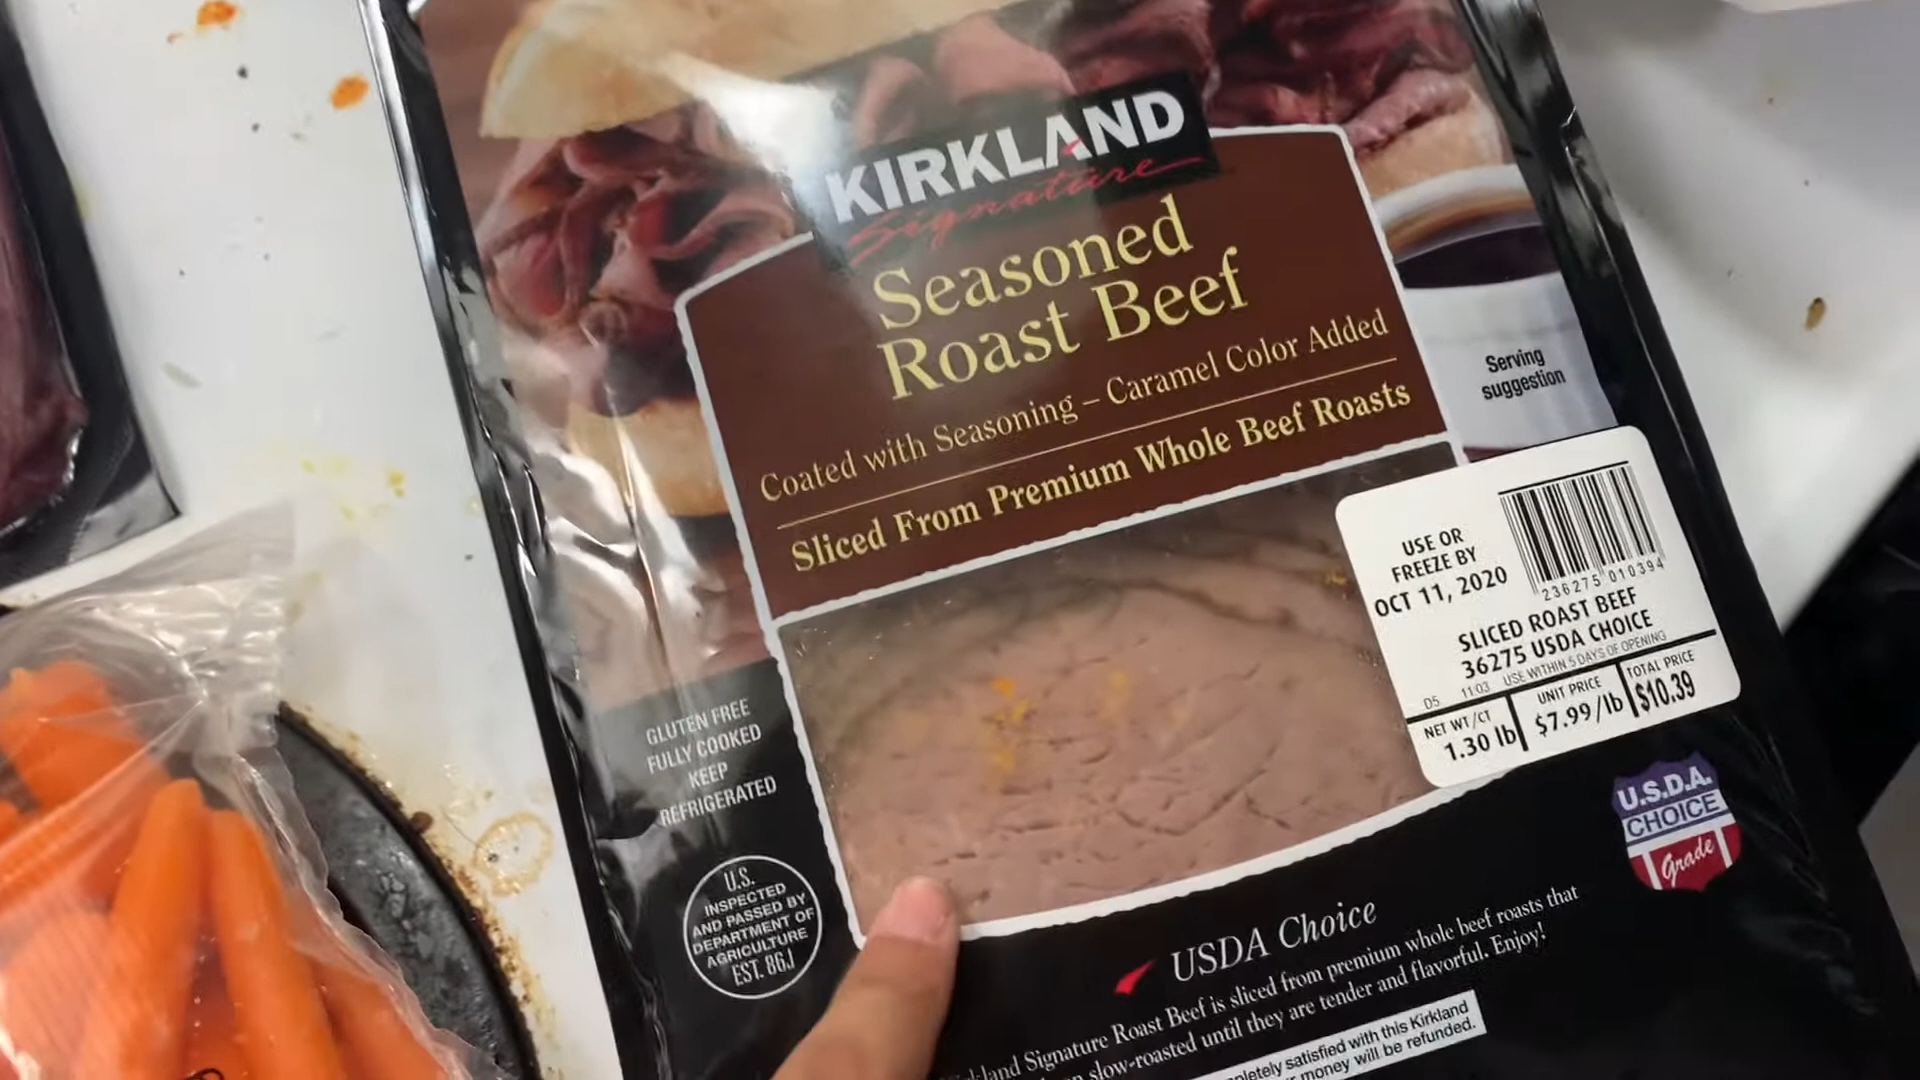 KIRKLAND
Signature
Seasoned
Roast Beef
Coated with Seasoning – Caramel Color Added
Sliced From Premium Whole Beef Roasts
Serving
suggestion
USE OR
FREEZE BY
OCT 11, 2020
236275 010394
SLICED ROAST BEEF
36275 USDA CHOICE
D5 11:03 USE WITHIN 5 DAYS OF OPENING
NET WT/CT
1.30 lb
UNIT PRICE
$7.99/lb
TOTAL PRICE
$10.39
GLUTEN FREE
FULLY COOKED
KEEP
REFRIGERATED
U.S.
INSPECTED
AND PASSED BY
DEPARTMENT OF
AGRICULTURE
EST. 86J
U.S.D.A.
CHOICE
Grade
USDA Choice
Signature Roast Beef is sliced from premium whole beef roasts that
slow-roasted until they are tender and flavorful. Enjoy!
satisfied with this Kirkland
money will be refunded.